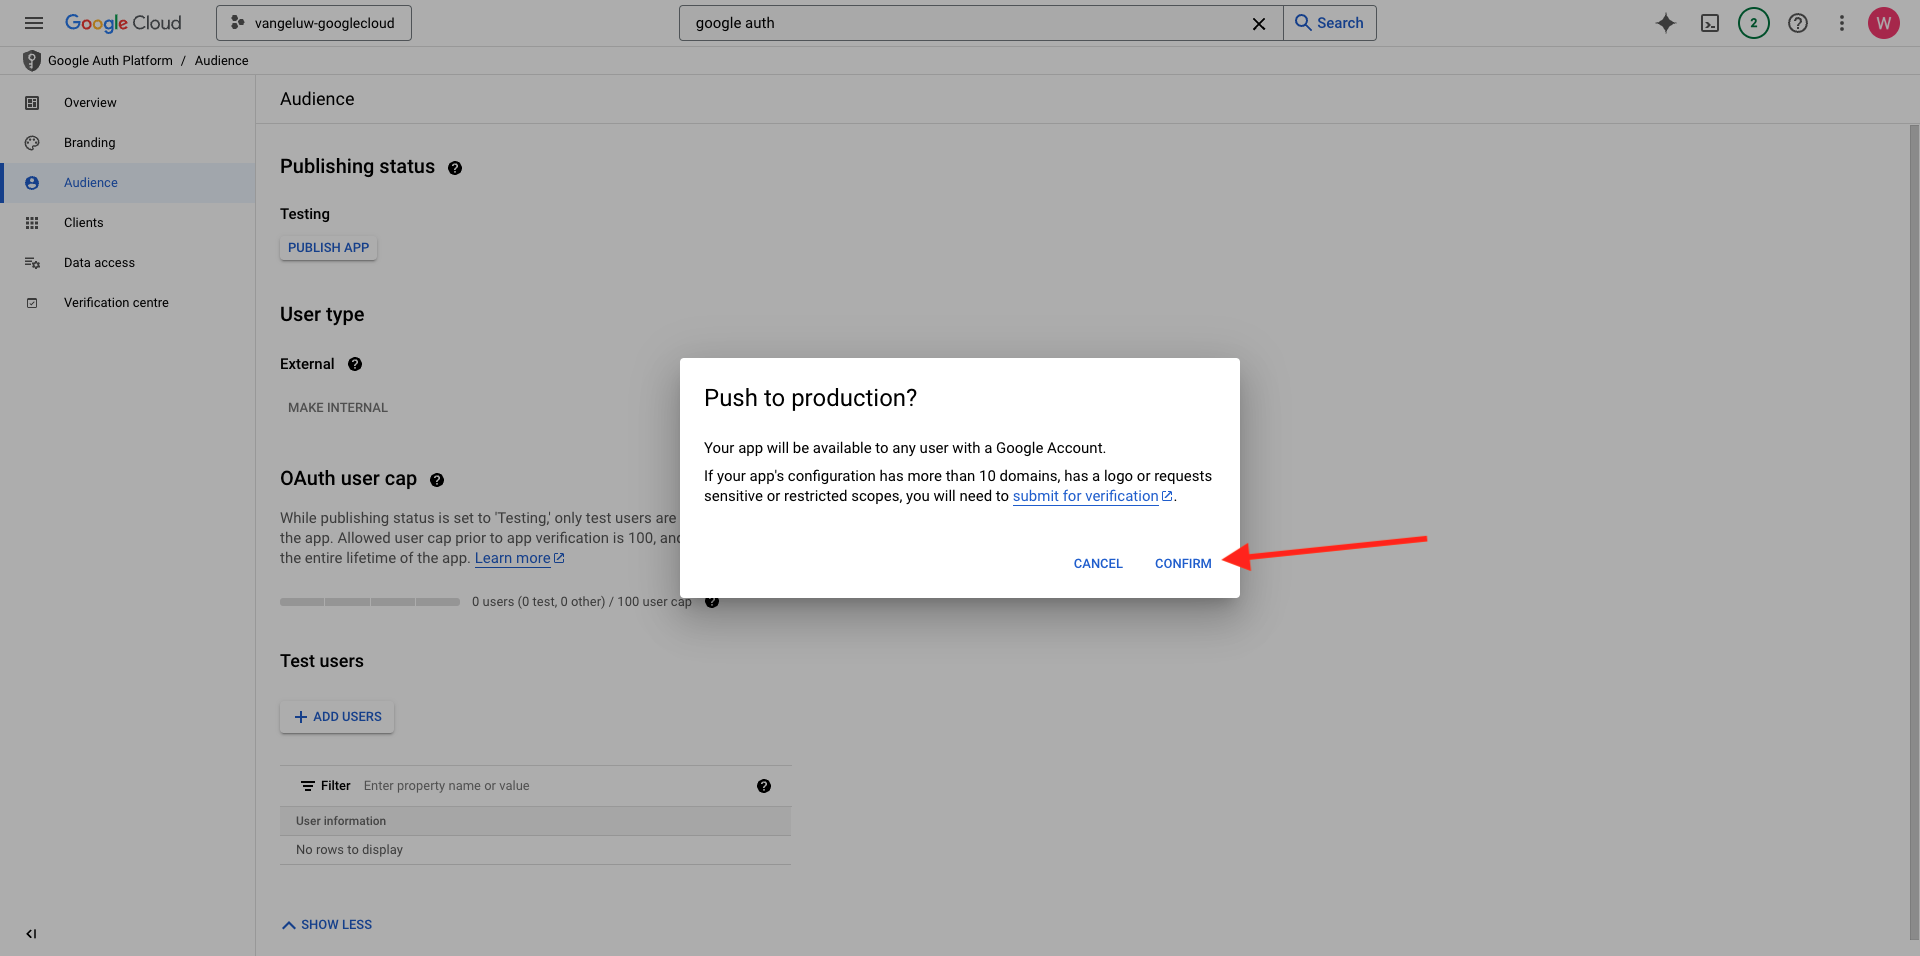 Google Cloud
vangeluw-googlecloud
google auth
Search
2
W
Google Auth Platform / Audience
Overview
Branding
Audience
Clients
Data access
Verification centre
Audience
Publishing status
Testing
PUBLISH APP
User type
External
MAKE INTERNAL
OAuth user cap
While publishing status is set to 'Testing,' only test users are
the app. Allowed user cap prior to app verification is 100, and
the entire lifetime of the app. Learn more
0 users (0 test, 0 other) / 100 user cap
Test users
ADD USERS
Filter Enter property name or value
User information
No rows to display
SHOW LESS
Push to production?
Your app will be available to any user with a Google Account.
If your app's configuration has more than 10 domains, has a logo or requests
sensitive or restricted scopes, you will need to submit for verification.
CANCEL
CONFIRM